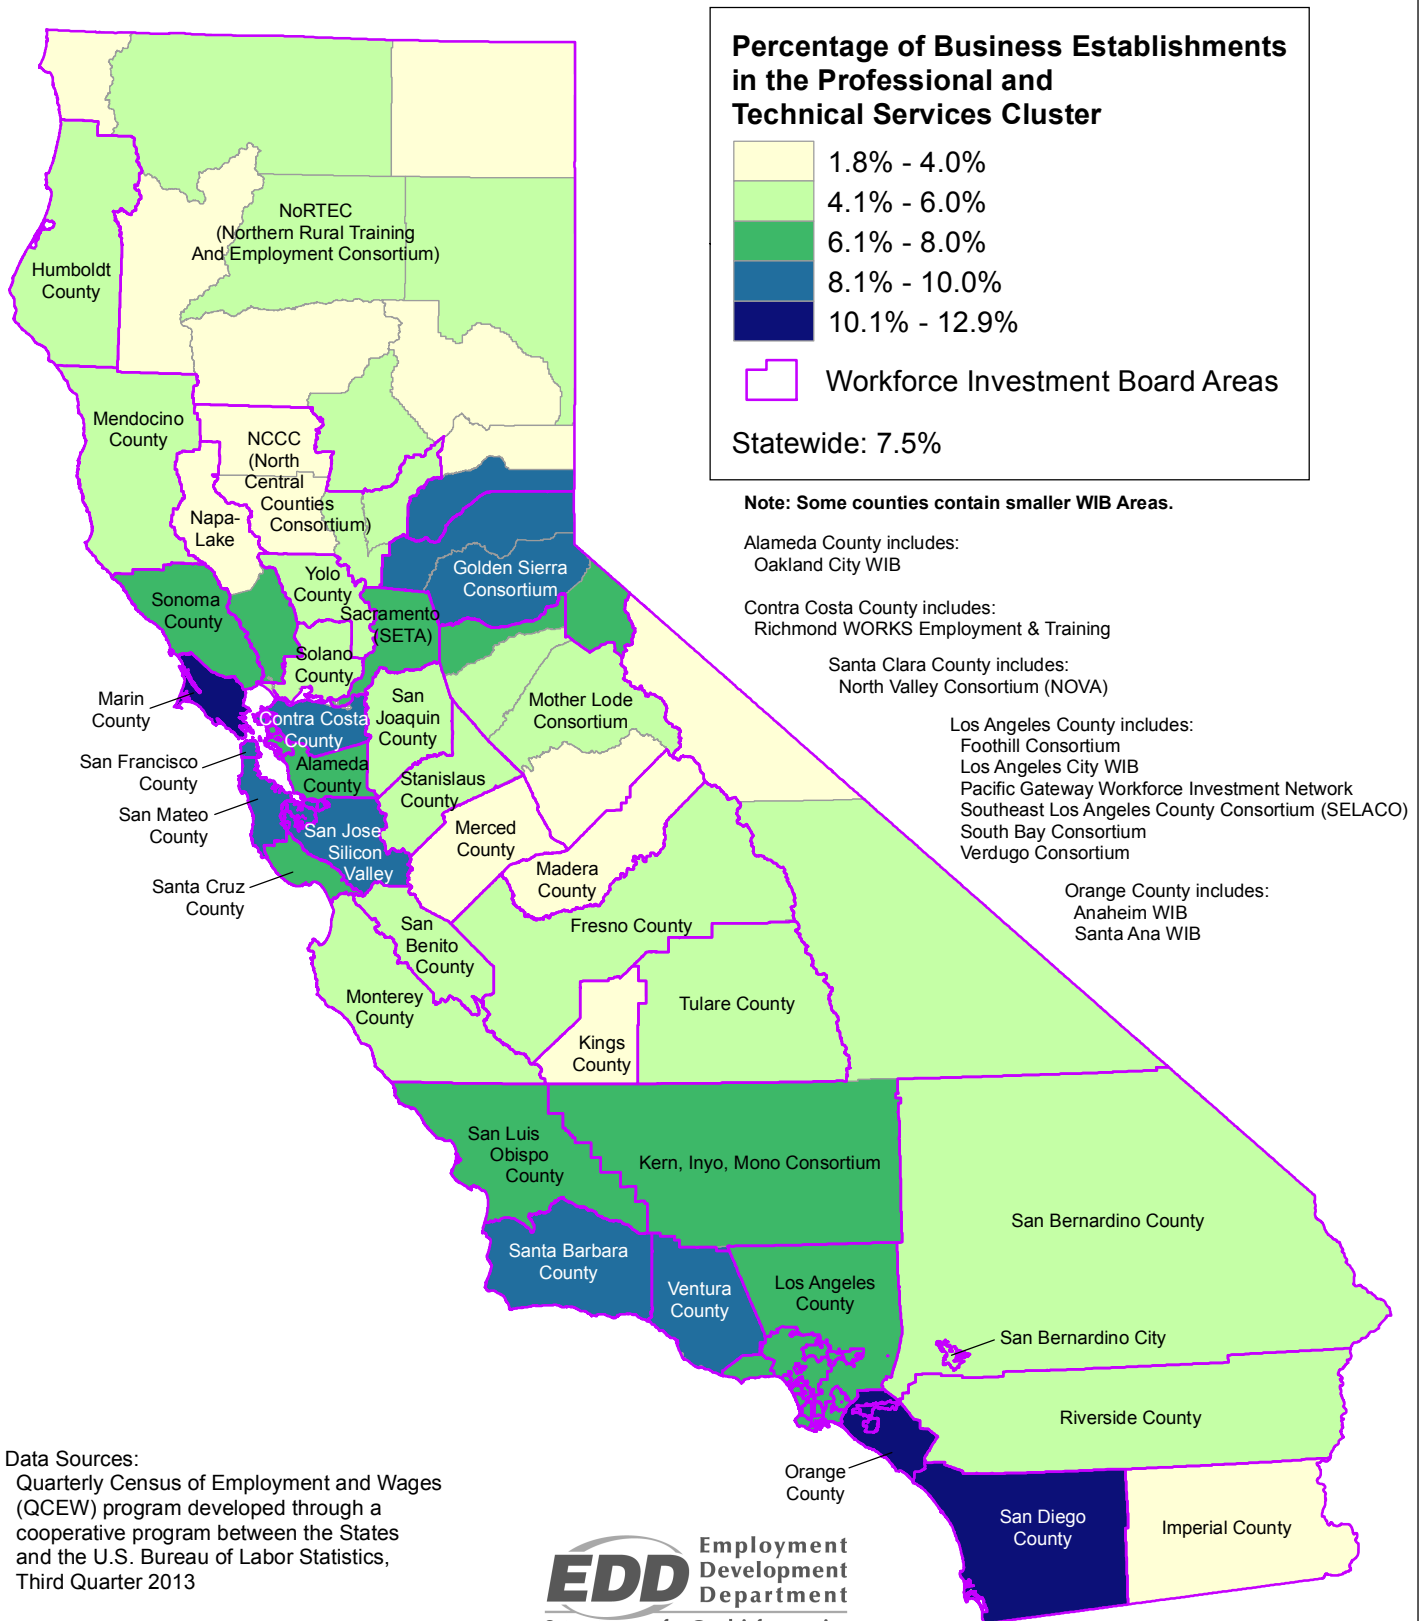 Percentage of Business Establishments
in the Professional and
Technical Services Cluster
1.8% - 4.0%
4.1% - 6.0%
6.1% - 8.0%
8.1% - 10.0%
10.1% - 12.9%
Workforce Investment Board Areas
Statewide: 7.5%
Note: Some counties contain smaller WIB Areas.
Alameda County includes:
Oakland City WIB
Contra Costa County includes:
Richmond WORKS Employment & Training
Santa Clara County includes:
North Valley Consortium (NOVA)
Los Angeles County includes:
Foothill Consortium
Los Angeles City WIB
Pacific Gateway Workforce Investment Network
Southeast Los Angeles County Consortium (SELACO)
South Bay Consortium
Verdugo Consortium
Orange County includes:
Anaheim WIB
Santa Ana WIB
NoRTEC
(Northern Rural Training
And Employment Consortium)
Humboldt
County
Mendocino
County
NCCC
(North
Central
Counties
Consortium)
Napa-
Lake
Golden Sierra
Consortium
Yolo
County
Sonoma
County
Sacramento
(SETA)
Solano
County
Marin
County
Contra Costa
County
San
Joaquin
County
Mother Lode
Consortium
San Francisco
County
Alameda
County
Stanislaus
County
San Mateo
County
San Jose
Silicon
Valley
Merced
County
Santa Cruz
County
Madera
County
San
Benito
County
Fresno County
Monterey
County
Tulare County
Kings
County
San Luis
Obispo
County
Kern, Inyo, Mono Consortium
San Bernardino County
Santa Barbara
County
Ventura
County
Los Angeles
County
San Bernardino City
Riverside County
Orange
County
San Diego
County
Imperial County
Data Sources:
Quarterly Census of Employment and Wages
(QCEW) program developed through a
cooperative program between the States
and the U.S. Bureau of Labor Statistics,
Third Quarter 2013
EDD
Employment
Development
Department